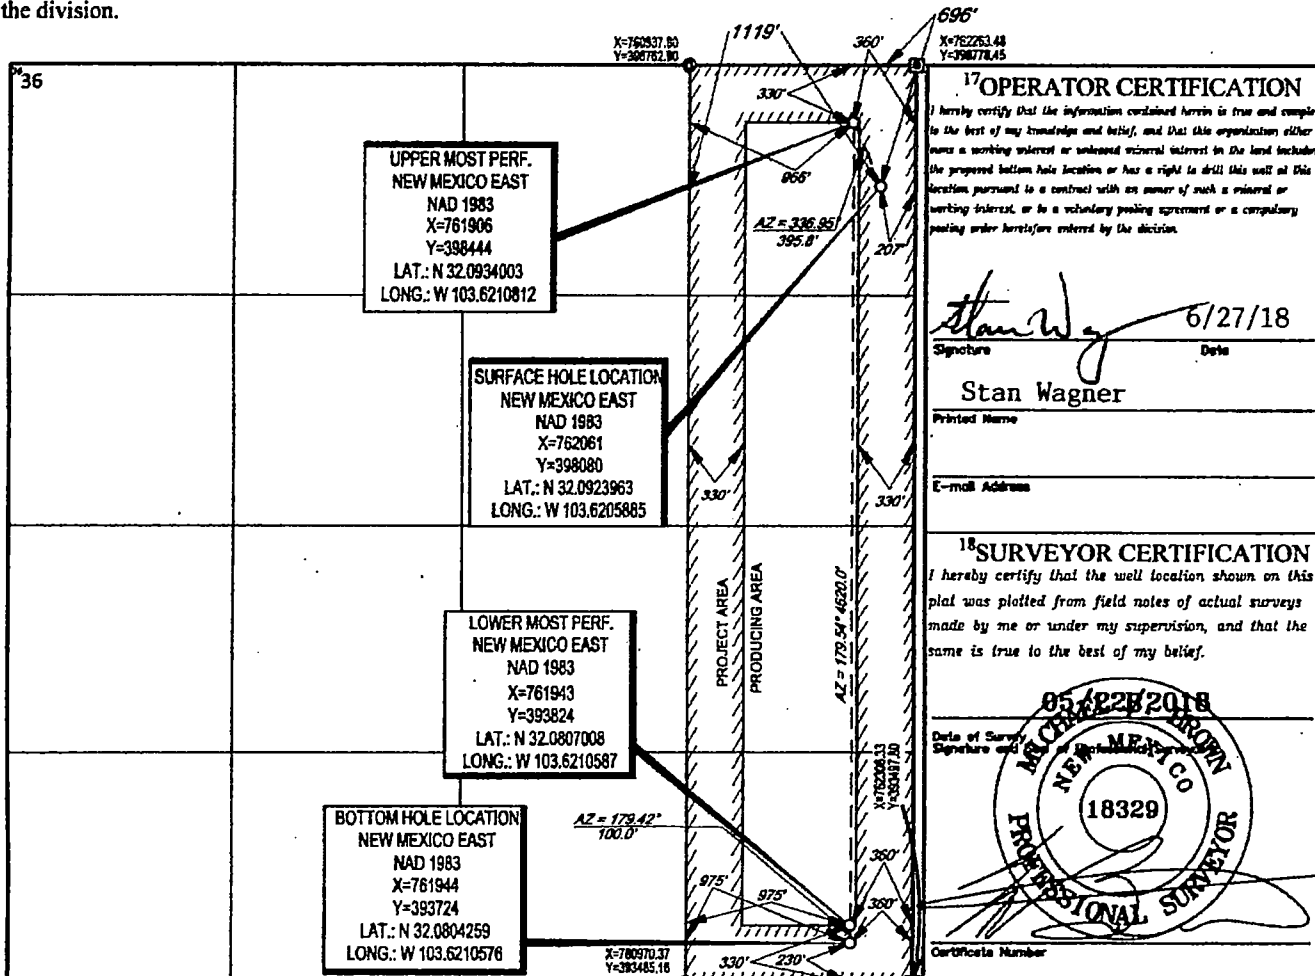 the division.
696'
1119'
360'
X=762253.48
Y=398778.45
36
330'
UPPER MOST PERF.
NEW MEXICO EAST
NAD 1983
X=761906
Y=398444
LAT.: N 32.0934003
LONG.: W 103.6210812
966'
AZ = 336.95°
395.8'
207'
SURFACE HOLE LOCATION
NEW MEXICO EAST
NAD 1983
X=762061
Y=398080
LAT.: N 32.0923963
LONG.: W 103.6205885
330'
330'
PROJECT AREA
PRODUCING AREA
AZ = 179.54° 4620.0'
LOWER MOST PERF.
NEW MEXICO EAST
NAD 1983
X=761943
Y=393824
LAT.: N 32.0807008
LONG.: W 103.6210587
AZ = 179.42°
100.0'
BOTTOM HOLE LOCATION
NEW MEXICO EAST
NAD 1983
X=761944
Y=393724
LAT.: N 32.0804259
LONG.: W 103.6210576
975'
975'
360'
360'
X=760970.37
Y=393485.16
330'
230'
17 OPERATOR CERTIFICATION
I hereby certify that the information contained herein is true and comple
to the best of my knowledge and belief, and that this organization either
owns a working interest or unleased mineral interest in the land includin
the proposed bottom hole location or has a right to drill this well at this
location pursuant to a contract with an owner of such a mineral or
working interest, or to a voluntary pooling agreement or a compulsory
pooling order heretofore entered by the division.
Stan Wagner 6/27/18
Signature Date
Stan Wagner
Printed Name
E-mail Address
18 SURVEYOR CERTIFICATION
I hereby certify that the well location shown on this
plat was plotted from field notes of actual surveys
made by me or under my supervision, and that the
same is true to the best of my belief.
Date of Survey
Signature and
BROWN
NEW MEXICO
18329
PROFESSIONAL SURVEYOR
Certificate Number